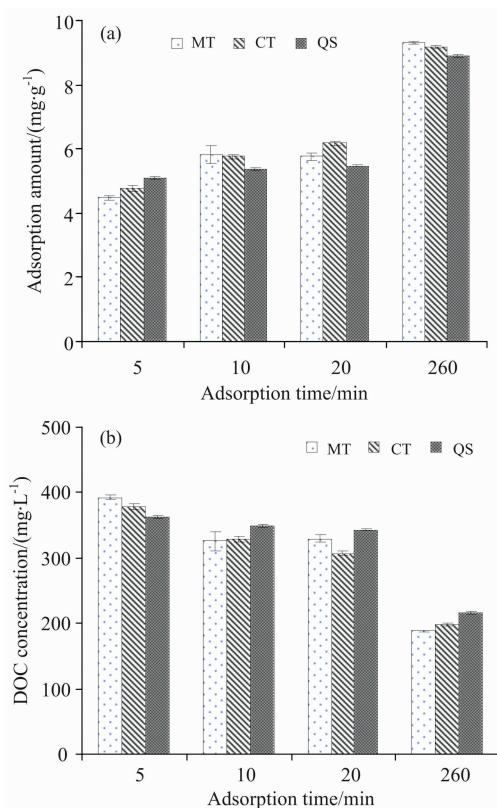 (a)
MT CT QS
10
8
6
4
2
0
Adsorption amount/(mg·g⁻¹)
5 10 20 260
Adsorption time/min
(b)
MT CT QS
500
400
300
200
100
0
DOC concentration/(mg·L⁻¹)
5 10 20 260
Adsorption time/min